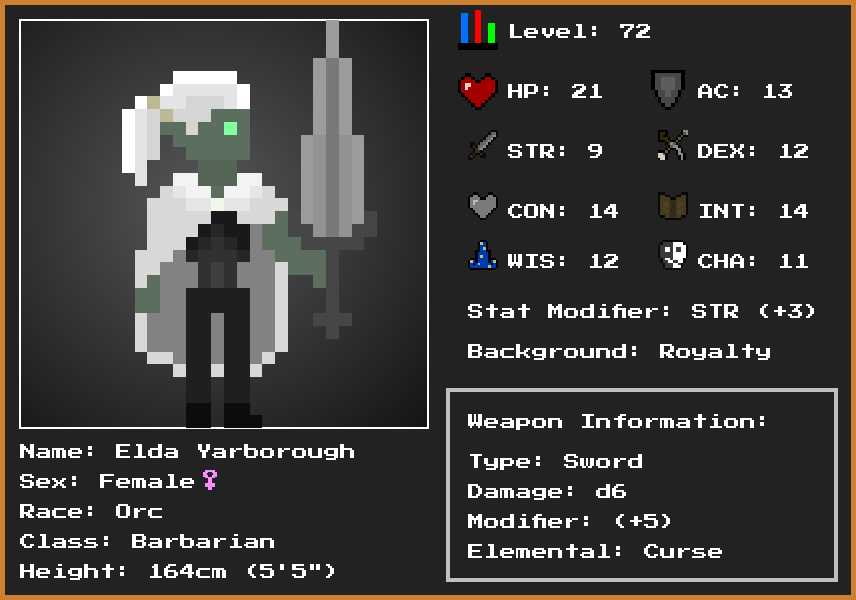 Level: 72
HP: 21
AC: 13
STR: 9
DEX: 12
CON: 14
INT: 14
WIS: 12
CHA: 11
Stat Modifier: STR (+3)
Background: Royalty
Weapon Information:
Type: Sword
Damage: d6
Modifier: (+5)
Elemental: Curse
Name: Elda Yarborough
Sex: Female♀
Race: Orc
Class: Barbarian
Height: 164cm (5'5")